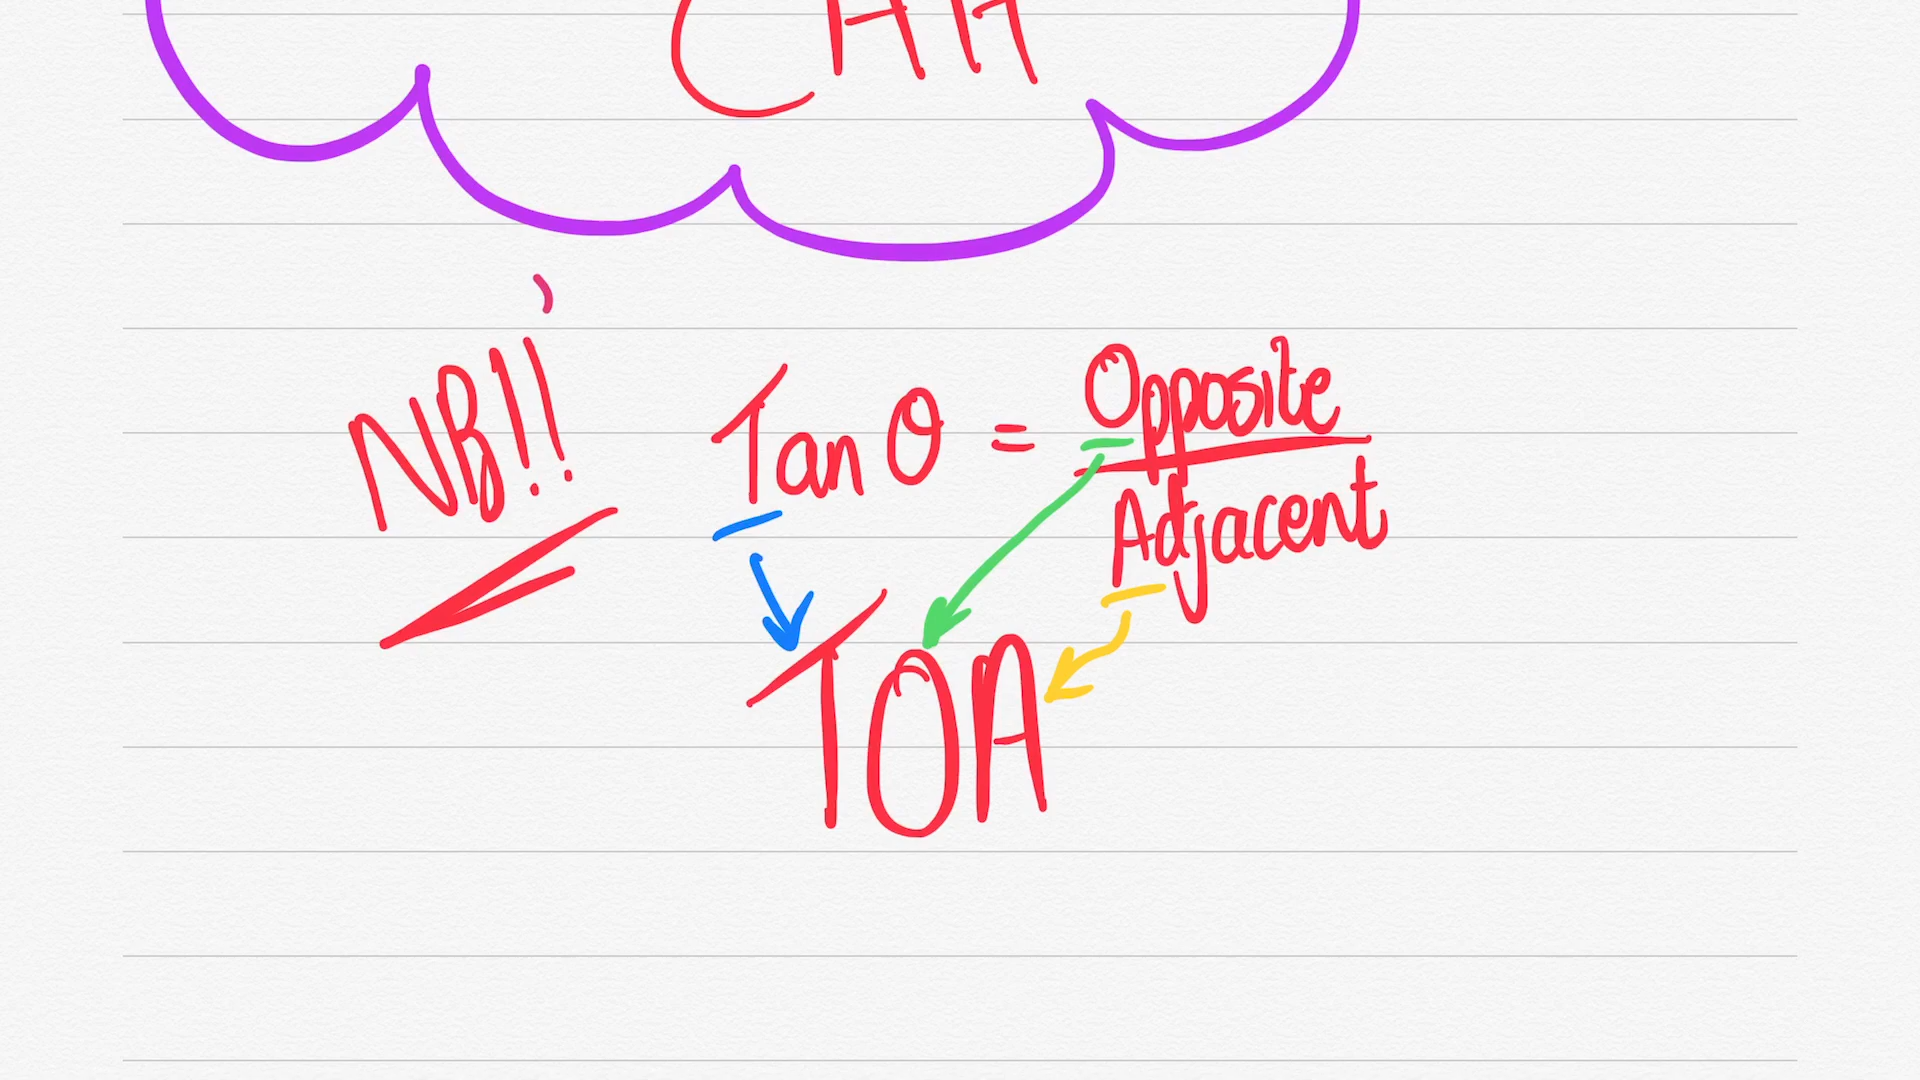 CAH
NB!!
Tan θ = Opposite
Adjacent
TOA